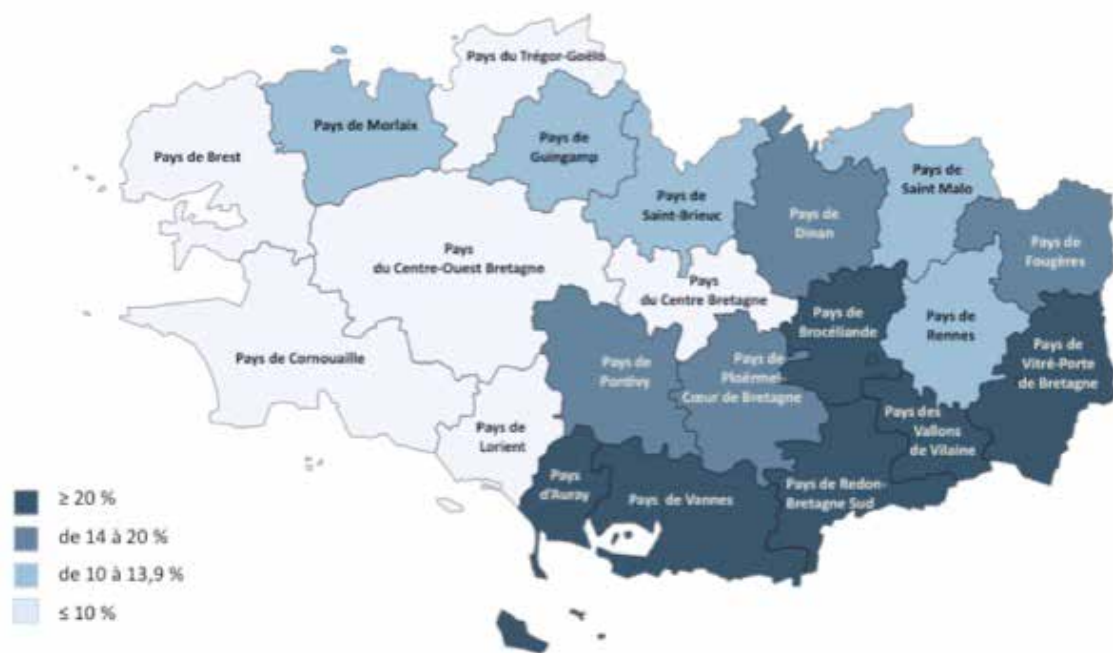 Pays du Trégor-Goëlo
Pays de Morlaix
Pays de
Guingamp
Pays de Brest
Pays de
Saint-Brieuc
Pays de
Dinan
Pays de
Saint Malo
Pays de
Fougères
Pays
du Centre-Ouest Bretagne
Pays
du Centre Bretagne
Pays de
Brocéliande
Pays de
Rennes
Pays de
Vitré-Porte
de Bretagne
Pays de Cornouaille
Pays de
Pontivy
Pays de
Ploërmel-
Cœur de Bretagne
Pays des
Vallons
de Vilaine
Pays de
Lorient
Pays
d'Auray
Pays de Vannes
Pays de Redon-
Bretagne Sud
≥ 20 %
de 14 à 20 %
de 10 à 13,9 %
≤ 10 %